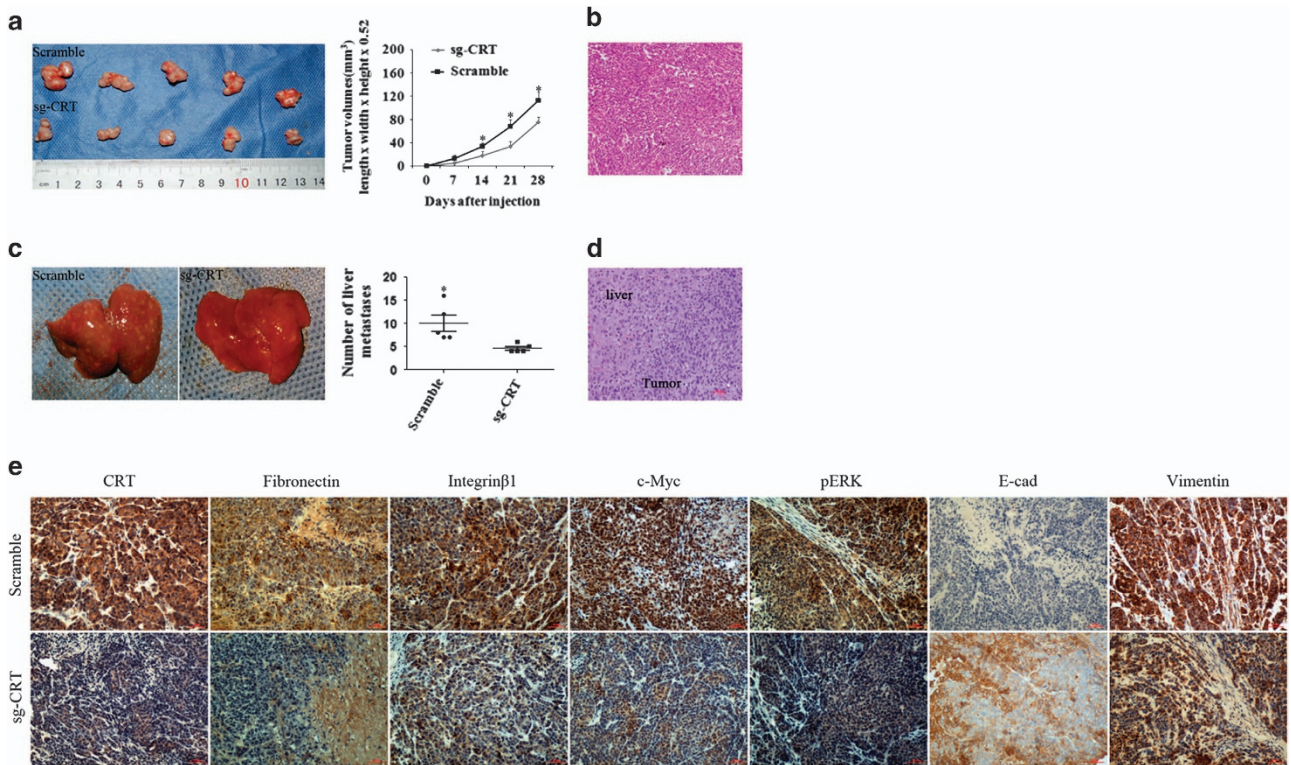 a
Scramble
sg-CRT
cm 1 2 3 4 5 6 7 8 9 10 11 12 13 14
Tumor volumes(mm³)
length x width x height x 0.52
200
160
120
80
40
0
sg-CRT
Scramble
*
*
*
0 7 14 21 28
Days after injection
b
c
Scramble
sg-CRT
Number of liver
metastases
20
15
10
5
0
*
Scramble
sg-CRT
d
liver
Tumor
e
CRT Fibronectin Integrinβ1 c-Myc pERK E-cad Vimentin
Scramble
sg-CRT